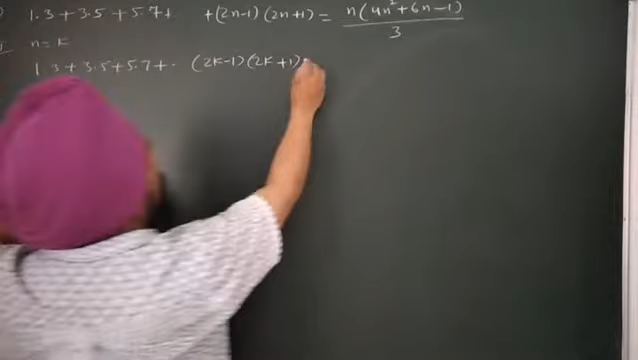 1.3+3.5+5.7+ +(2n-1)(2n+1) = n(4n²+6n-1)/3
n=K
1.3+3.5+5.7+.. (2K-1)(2K+1)